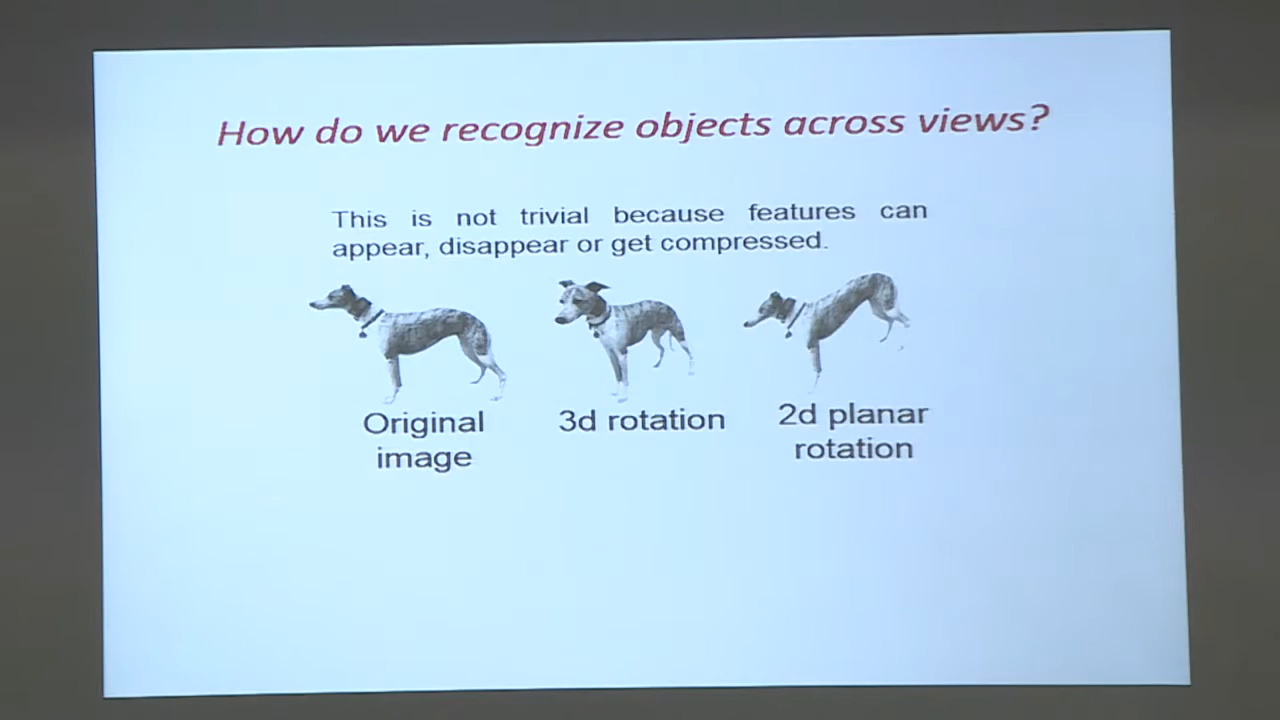 How do we recognize objects across views?
This is not trivial because features can
appear, disappear or get compressed.
Original
image
3d rotation
2d planar
rotation